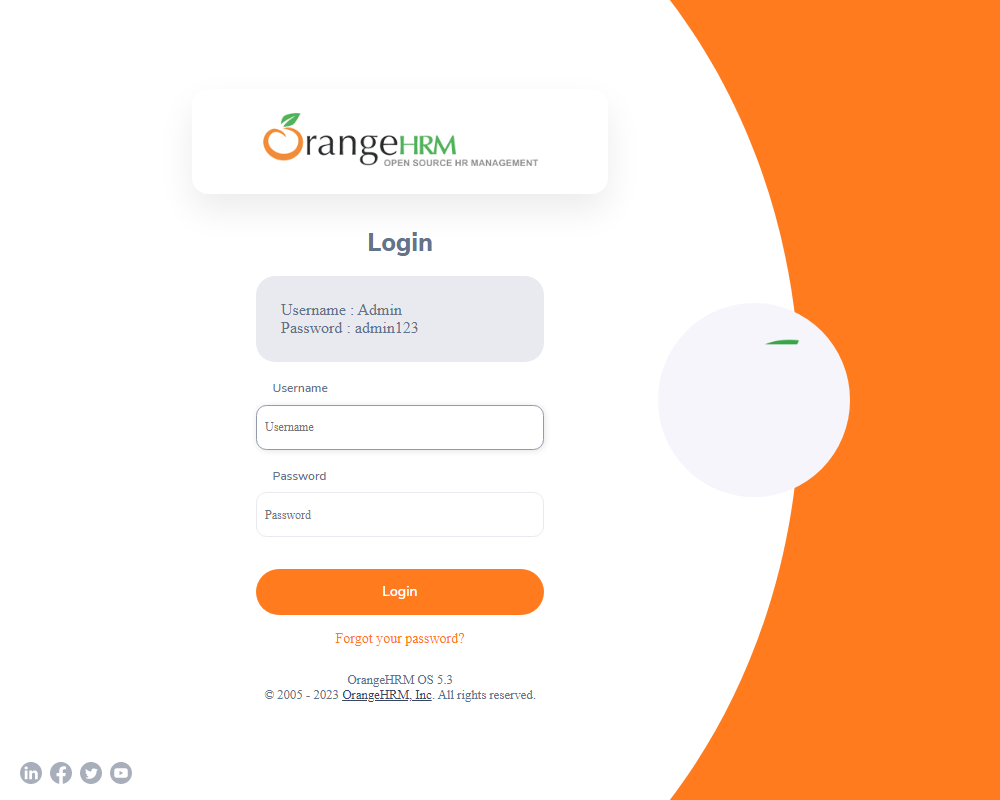 OrangeHRM
OPEN SOURCE HR MANAGEMENT
Login
Username : Admin
Password : admin123
Username
Username
Password
Password
Login
Forgot your password?
OrangeHRM OS 5.3
© 2005 - 2023 OrangeHRM, Inc. All rights reserved.